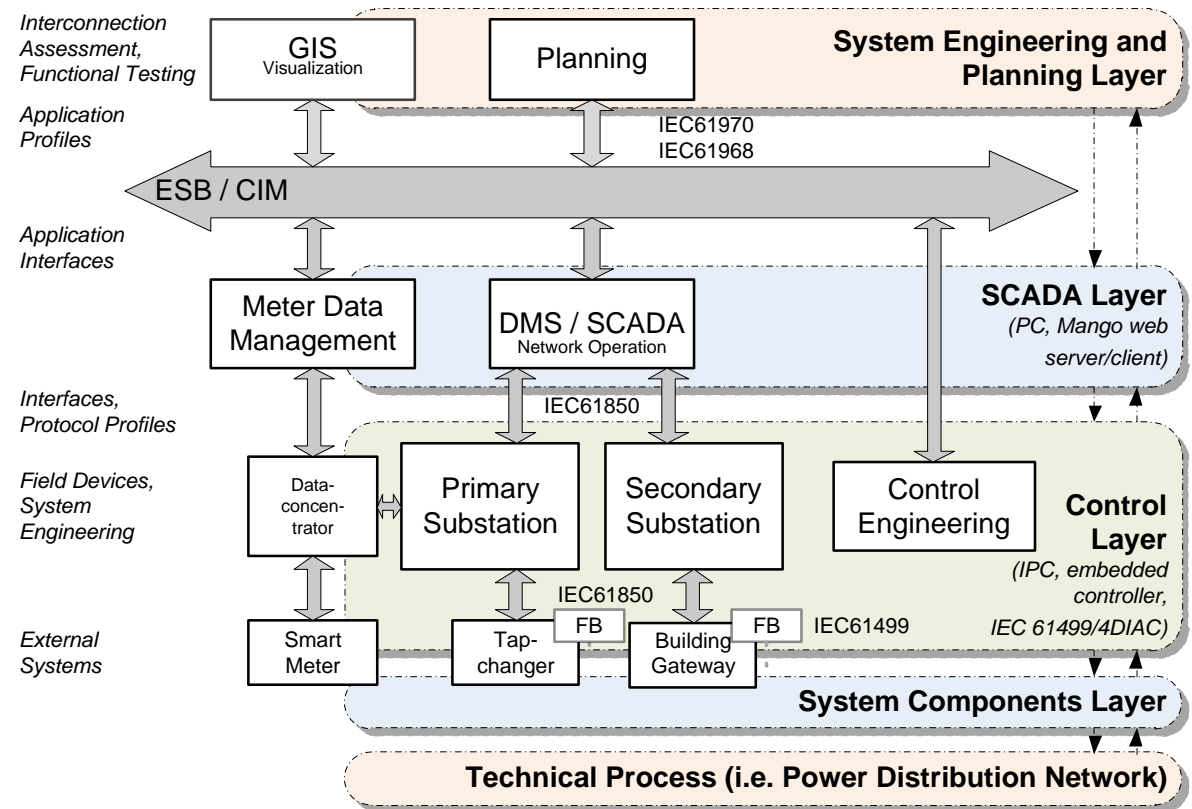 Interconnection
Assessment,
Functional Testing
GIS
Visualization
Planning
System Engineering and
Planning Layer
Application
Profiles
IEC61970
IEC61968
ESB / CIM
Application
Interfaces
Meter Data
Management
DMS / SCADA
Network Operation
SCADA Layer
(PC, Mango web
server/client)
Interfaces,
Protocol Profiles
IEC61850
Field Devices,
System
Engineering
Data-
concen-
trator
Primary
Substation
Secondary
Substation
Control
Engineering
Control
Layer
(IPC, embedded
controller,
IEC 61499/4DIAC)
IEC61850
External
Systems
Smart
Meter
Tap-
changer
FB
Building
Gateway
FB
IEC61499
System Components Layer
Technical Process (i.e. Power Distribution Network)